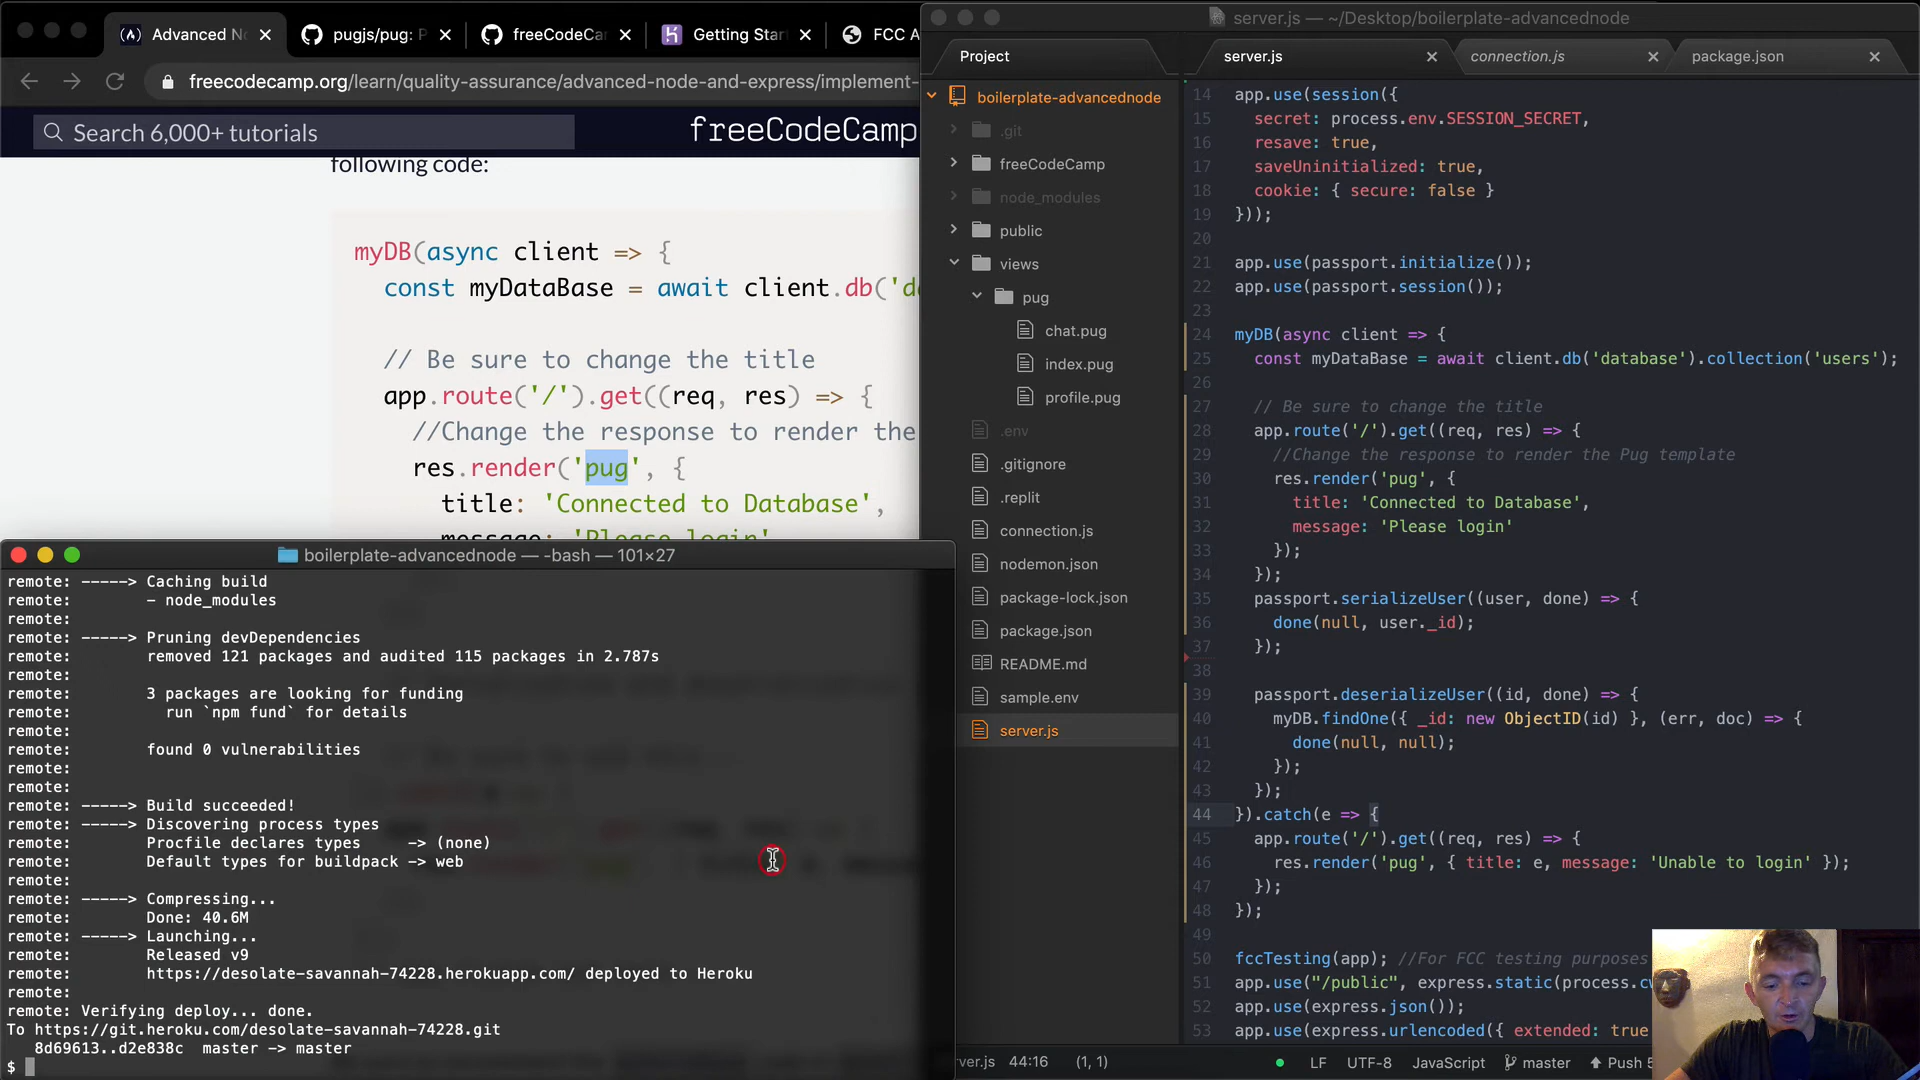 Advanced N
pugjs/pug: P
freeCodeCa
Getting Star
FCC A
freecodecamp.org/learn/quality-assurance/advanced-node-and-express/implement-
Search 6,000+ tutorials
freeCodeCamp
following code:
myDB(async client => {
const myDataBase = await client.db('da
// Be sure to change the title
app.route('/').get((req, res) => {
//Change the response to render the
res.render('pug', {
title: 'Connected to Database',
message: 'Please login'
boilerplate-advancednode — -bash — 101×27
remote: -----> Caching build
remote:        - node_modules
remote:
remote: -----> Pruning devDependencies
remote:        removed 121 packages and audited 115 packages in 2.787s
remote:
remote:        3 packages are looking for funding
remote:          run `npm fund` for details
remote:
remote:        found 0 vulnerabilities
remote:
remote:
remote: -----> Build succeeded!
remote: -----> Discovering process types
remote:        Procfile declares types     -> (none)
remote:        Default types for buildpack -> web
remote:
remote: -----> Compressing...
remote:        Done: 40.6M
remote: -----> Launching...
remote:        Released v9
remote:        https://desolate-savannah-74228.herokuapp.com/ deployed to Heroku
remote:
remote: Verifying deploy... done.
To https://git.heroku.com/desolate-savannah-74228.git
8d69613..d2e838c  master -> master
$
server.js — ~/Desktop/boilerplate-advancednode
Project
server.js
connection.js
package.json
boilerplate-advancednode
.git
freeCodeCamp
node_modules
public
views
pug
chat.pug
index.pug
profile.pug
.env
.gitignore
.replit
connection.js
nodemon.json
package-lock.json
package.json
README.md
sample.env
server.js
14 app.use(session({
15 secret: process.env.SESSION_SECRET,
16 resave: true,
17 saveUninitialized: true,
18 cookie: { secure: false }
19 }));
20
21 app.use(passport.initialize());
22 app.use(passport.session());
23
24 myDB(async client => {
25 const myDataBase = await client.db('database').collection('users');
26
27 // Be sure to change the title
28 app.route('/').get((req, res) => {
29 //Change the response to render the Pug template
30 res.render('pug', {
31 title: 'Connected to Database',
32 message: 'Please login'
33 });
34 });
35 passport.serializeUser((user, done) => {
36 done(null, user._id);
37 });
38
39 passport.deserializeUser((id, done) => {
40 myDB.findOne({ _id: new ObjectID(id) }, (err, doc) => {
41 done(null, null);
42 });
43 });
44 }).catch(e => {
45 app.route('/').get((req, res) => {
46 res.render('pug', { title: e, message: 'Unable to login' });
47 });
48 });
49
50 fccTesting(app); //For FCC testing purposes
51 app.use("/public", express.static(process.cw
52 app.use(express.json());
53 app.use(express.urlencoded({ extended: true
rver.js 44:16 (1, 1)
LF UTF-8 JavaScript master Push 5